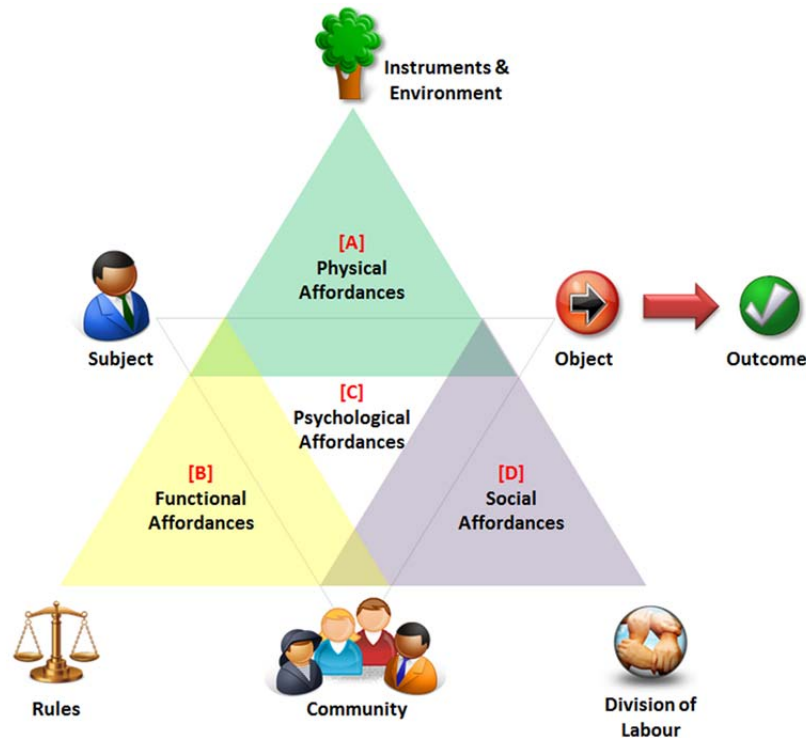 Instruments &
Environment
[A]
Physical
Affordances
Subject
Object
Outcome
[C]
Psychological
Affordances
[B]
Functional
Affordances
[D]
Social
Affordances
Rules
Community
Division of
Labour